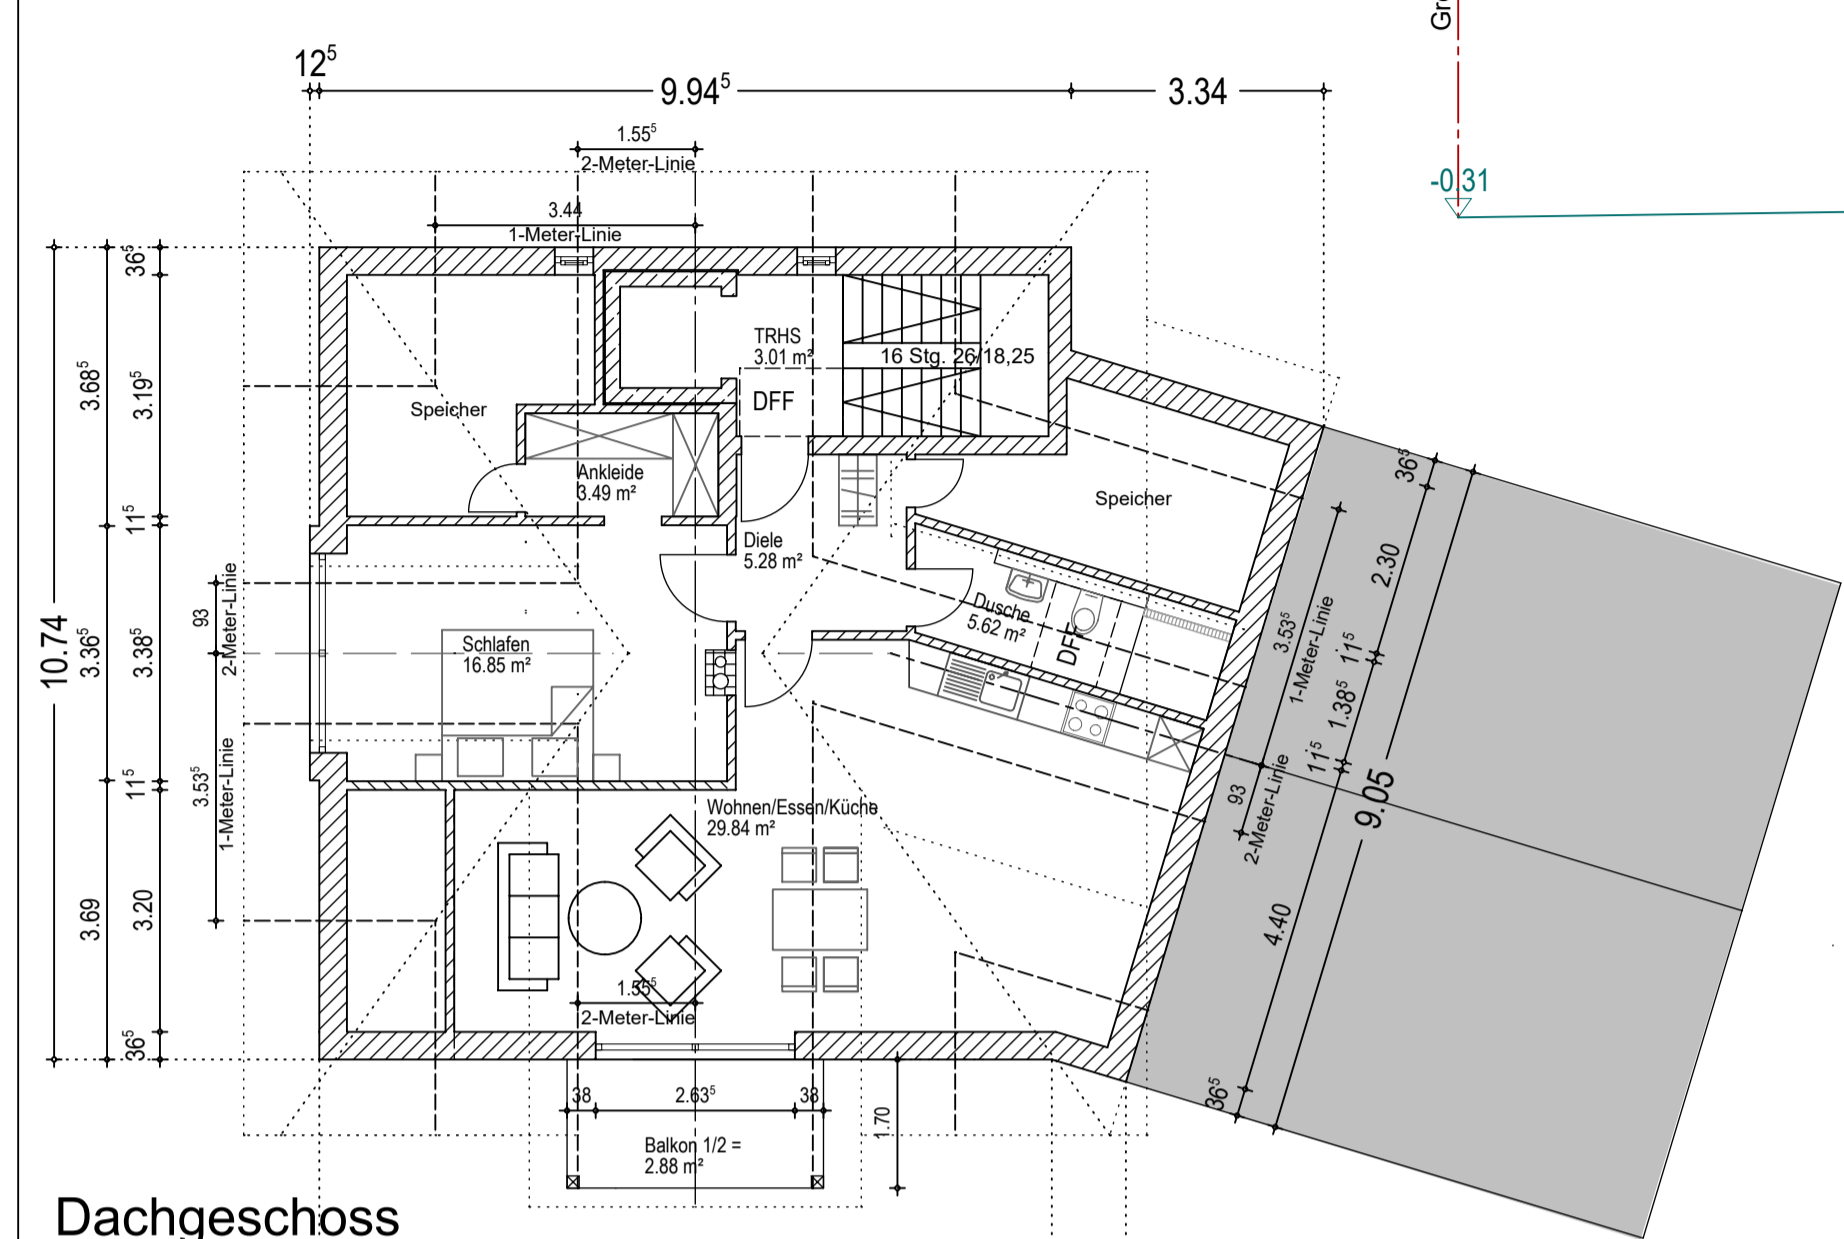 Gr
12⁵
9.94⁵
3.34
1.55⁵
2-Meter-Linie
-0.31
3.44
1-Meter-Linie
36⁵
3.68⁵
3.19⁵
11⁵
TRHS
3.01 m²
16 Stg. 26/18,25
DFF
Speicher
Ankleide
3.49 m²
Speicher
Diele
5.28 m²
Dusche
5.62 m²
DFF
36⁵
2.30
3.53⁵
1-Meter-Linie
11⁵
1.38⁵
11⁵
93
2-Meter-Linie
9.05
4.40
36⁵
10.74
3.36⁵
3.38⁵
93
2-Meter-Linie
Schlafen
16.85 m²
3.53⁵
1-Meter-Linie
11⁵
Wohnen/Essen/Küche
29.84 m²
3.69
3.20
36⁵
1.55⁵
2-Meter-Linie
38
2.63⁵
38
1.70
Balkon 1/2 =
2.88 m²
Dachgeschoss